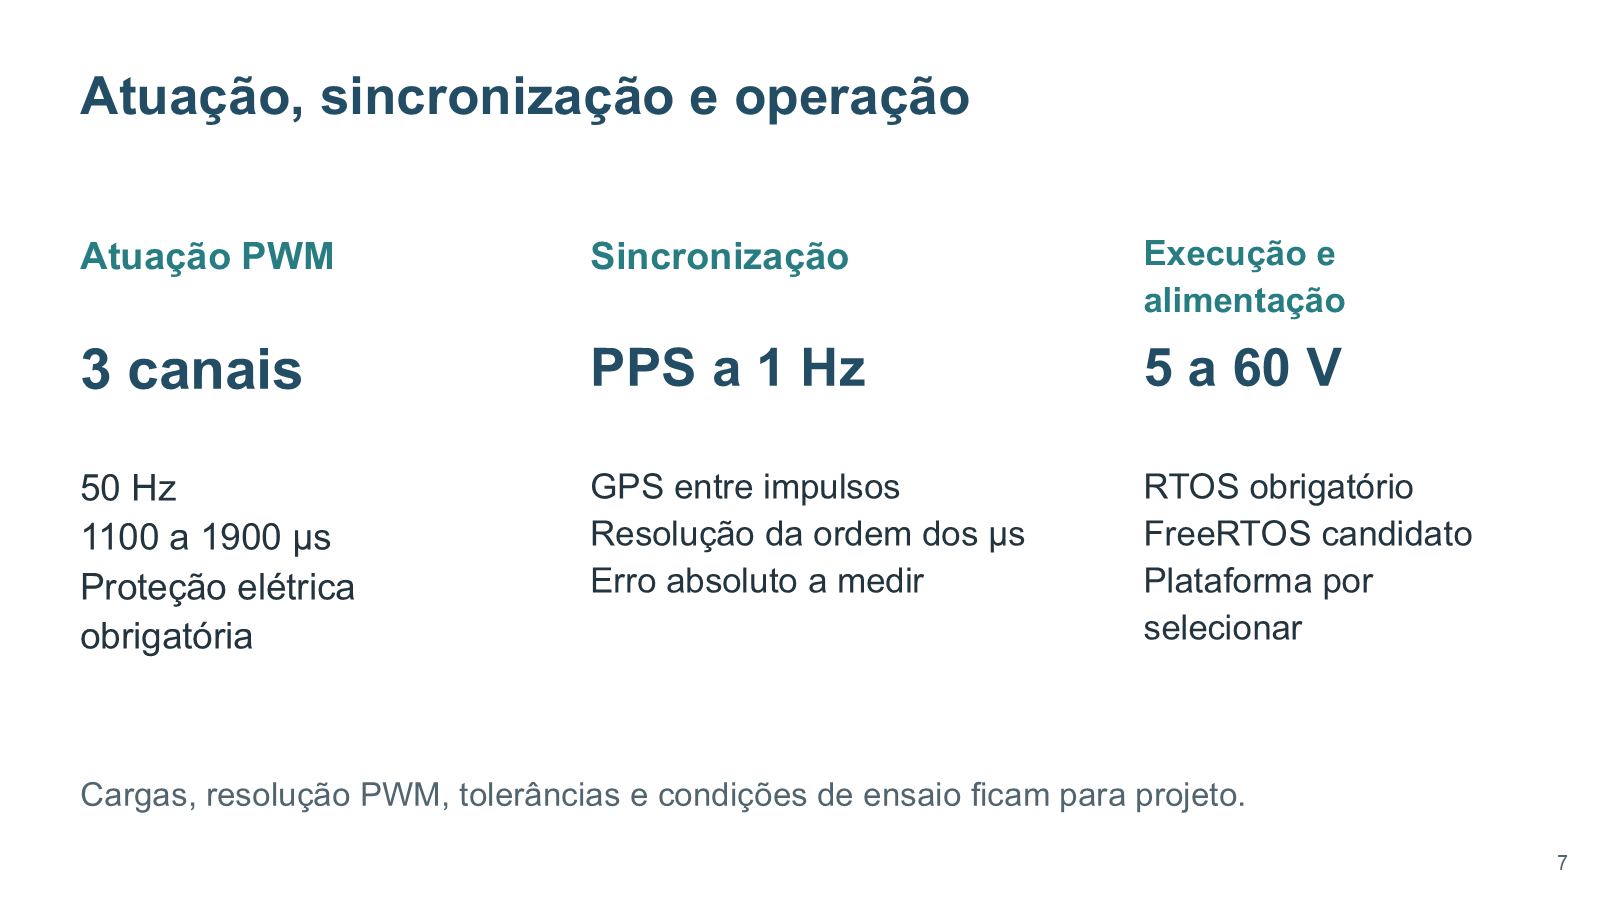 Atuação, sincronização e operação
Atuação PWM
3 canais
50 Hz
1100 a 1900 µs
Proteção elétrica
obrigatória
Sincronização
PPS a 1 Hz
GPS entre impulsos
Resolução da ordem dos µs
Erro absoluto a medir
Execução e
alimentação
5 a 60 V
RTOS obrigatório
FreeRTOS candidato
Plataforma por
selecionar
Cargas, resolução PWM, tolerâncias e condições de ensaio ficam para projeto.
7